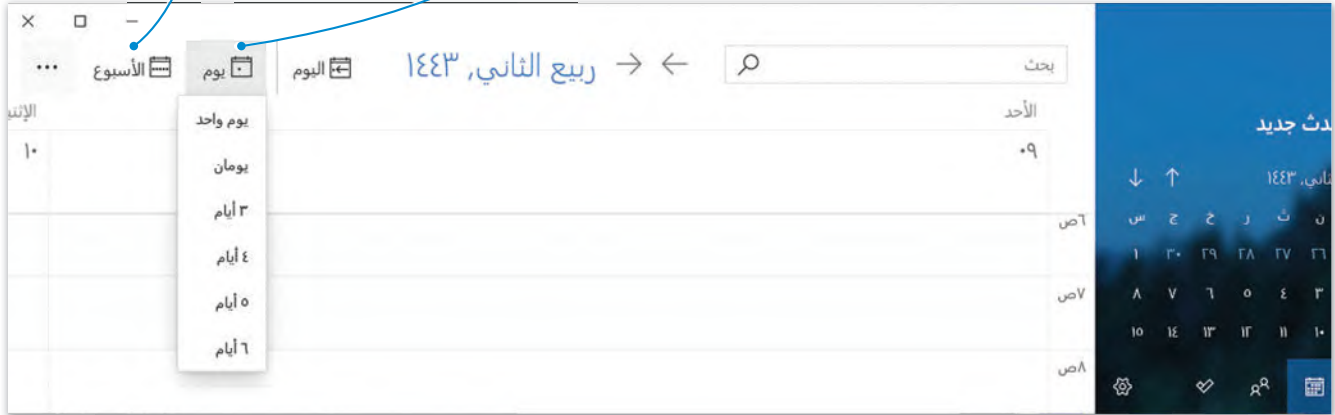 بحث
ربيع الثاني, ١٤٤٣
اليوم
يوم
الأسبوع
يوم واحد
يومان
٣ أيام
٤ أيام
٥ أيام
٦ أيام
الأحد
٠٩
١٠
٦ص
٧ص
٨ص
جديد
١٤٤٣
ن ث ر خ ج س
٢٦ ٢٧ ٢٨ ٢٩ ٣٠ ١
٣ ٤ ٥ ٦ ٧ ٨
١٠ ١١ ١٢ ١٣ ١٤ ١٥